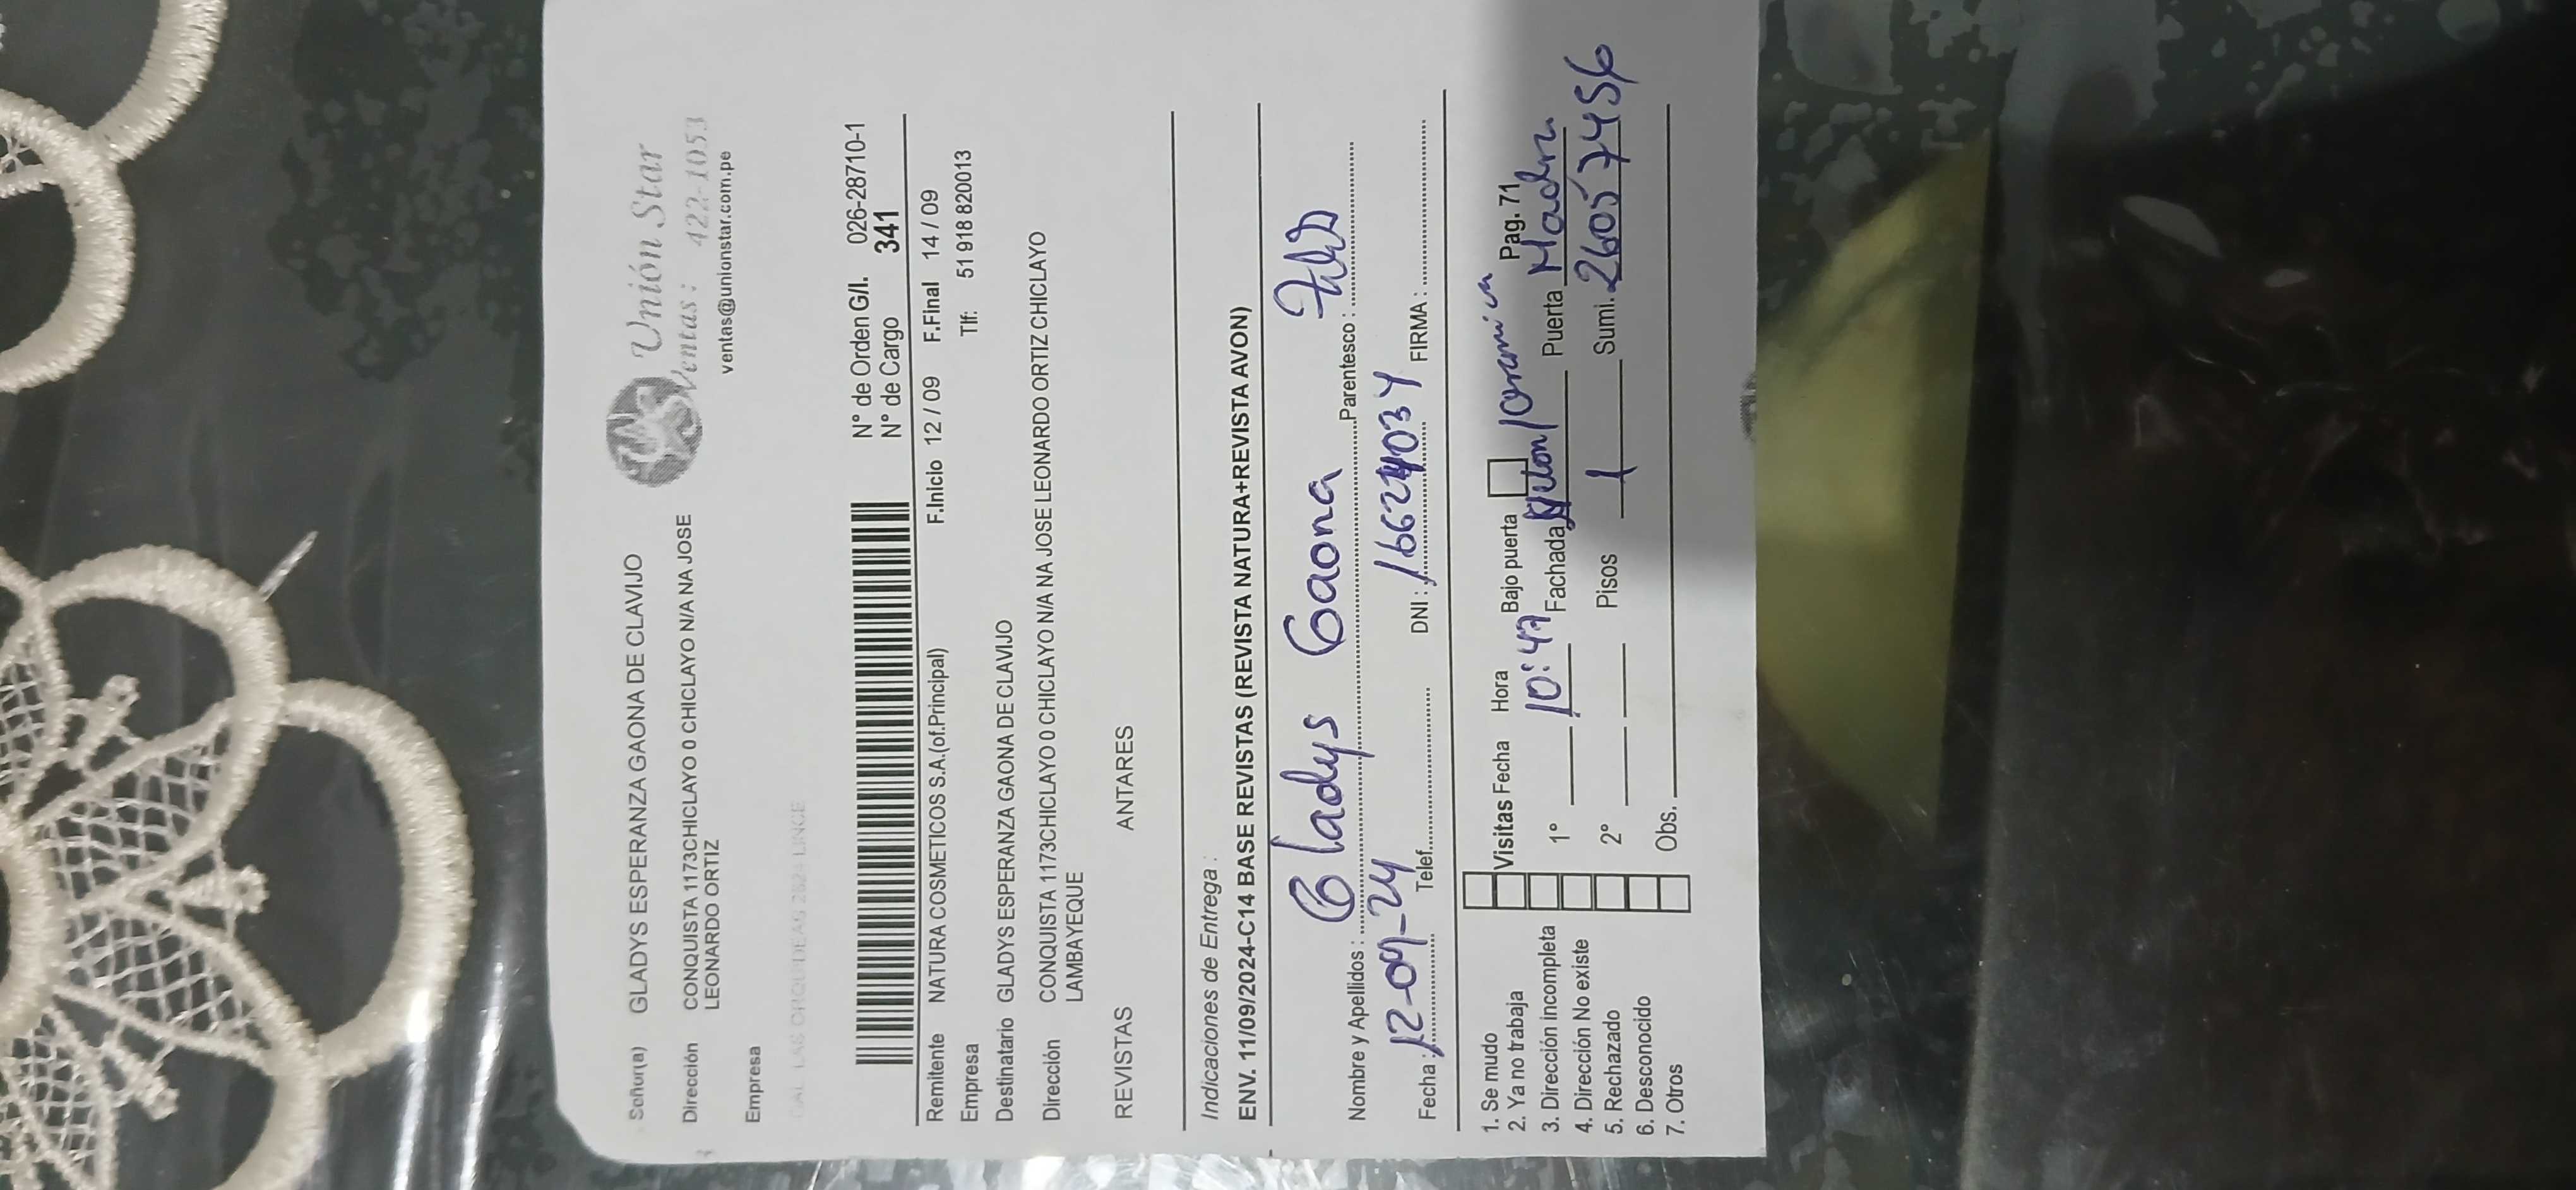 Unión Star
Ventas: 422-1053
ventas@unionstar.com.pe
Señor(a) GLADYS ESPERANZA GAONA DE CLAVIJO
Dirección CONQUISTA 1173CHICLAYO 0 CHICLAYO N/A NA JOSE
LEONARDO ORTIZ
Empresa
N° de Orden G/I. 026-28710-1
N° de Cargo 341
Remitente NATURA COSMETICOS S.A.(of.Principal) F.Inicio 12 / 09 F.Final 14 / 09
Empresa Tlf: 51 918 820013
Destinatario GLADYS ESPERANZA GAONA DE CLAVIJO
Dirección CONQUISTA 1173CHICLAYO 0 CHICLAYO N/A NA JOSE LEONARDO ORTIZ CHICLAYO
LAMBAYEQUE
REVISTAS ANTARES
Indicaciones de Entrega :
ENV. 11/09/2024-C14 BASE REVISTAS (REVISTA NATURA+REVISTA AVON)
Nombre y Apellidos : Gladys Gaona Parentesco :
Fecha : 12-09-24 Telef. DNI : FIRMA :
1. Se mudo
2. Ya no trabaja
3. Dirección incompleta
4. Dirección No existe
5. Rechazado
6. Desconocido
7. Otros
Visitas Fecha Hora Bajo puerta Pag. 71
1° 10:47 Fachada Puerta
2° Pisos 1 Sumi. 26057456
Obs.